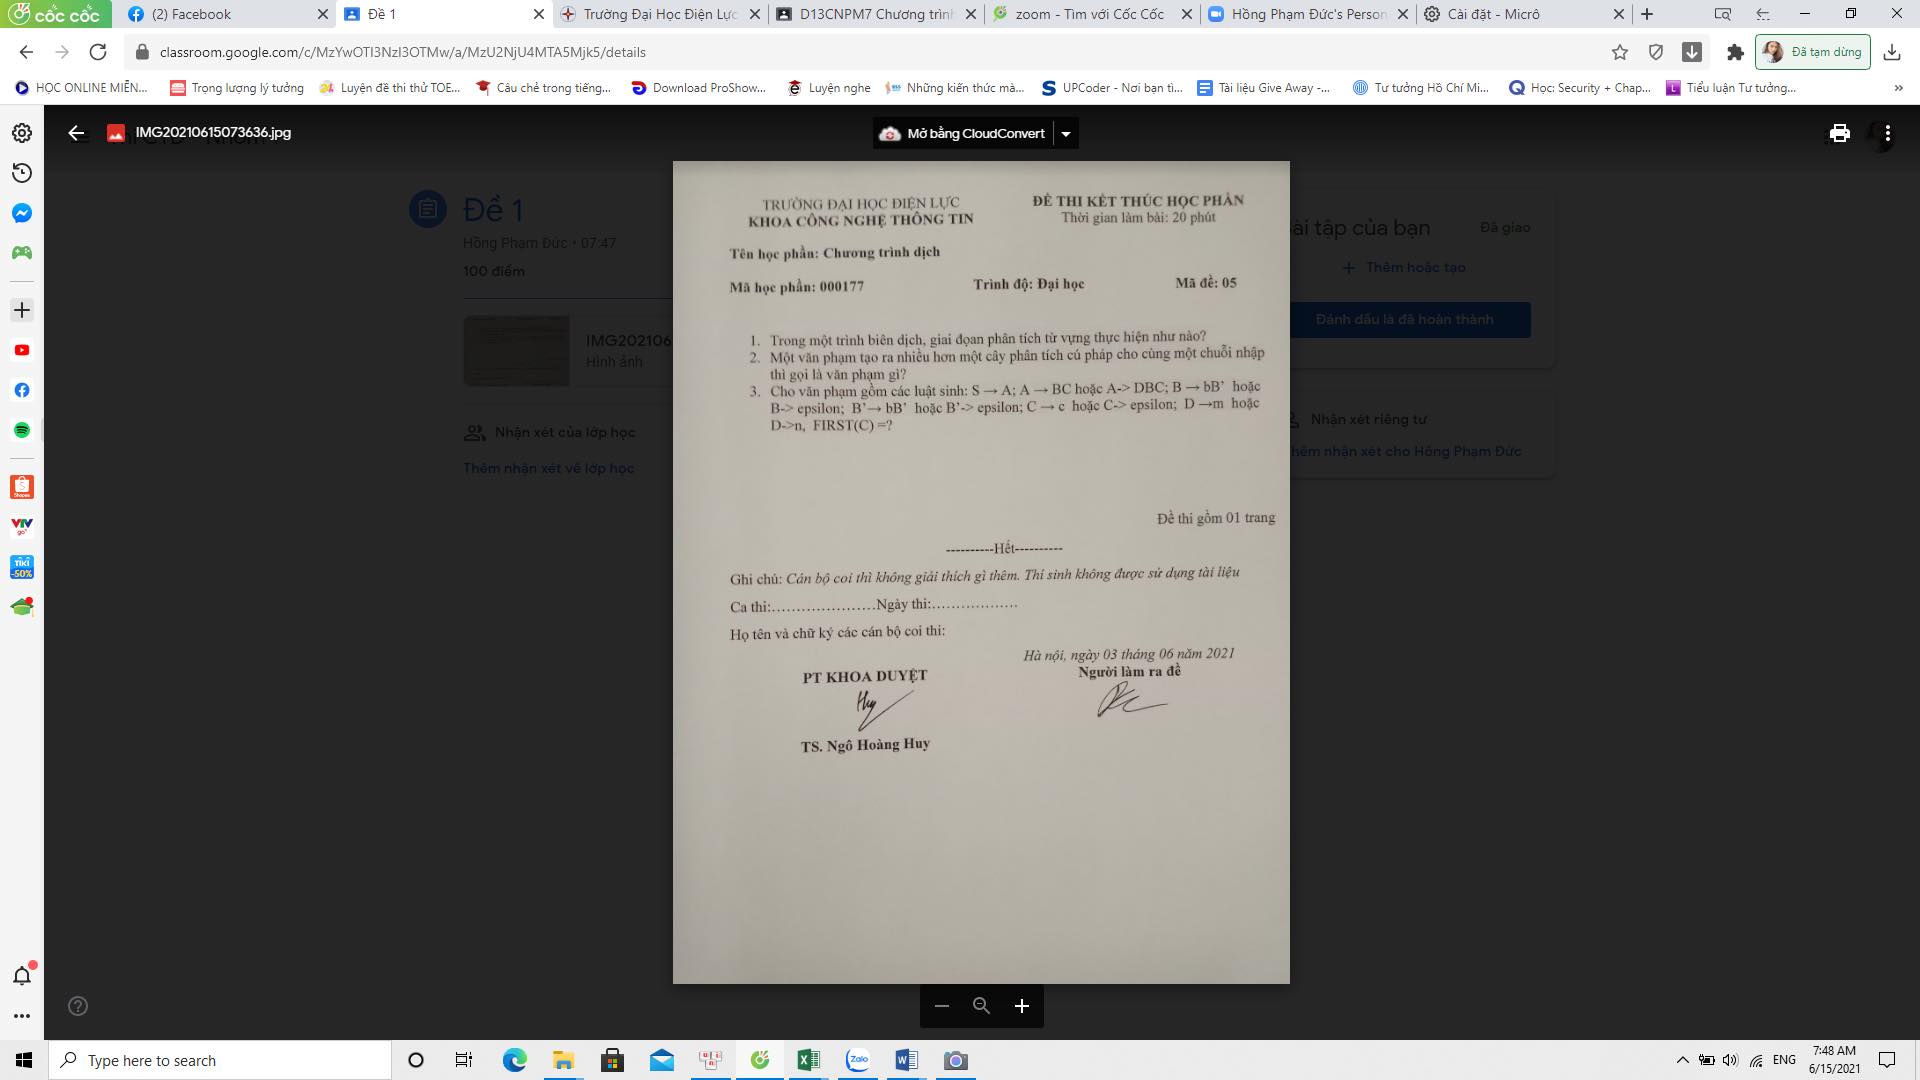 cốc cốc
(2) Facebook
Đề 1
Trường Đại Học Điện Lực
D13CNPM7 Chương trình
zoom - Tìm với Cốc Cốc
Hồng Phạm Đức's Person
Cài đặt - Micrô
classroom.google.com/c/MzYwOTI3NzI3OTMw/a/MzU2NjU4MTA5Mjk5/details
Đã tạm dừng
HỌC ONLINE MIỄN...
Trọng lượng lý tưởng
Luyện đề thi thử TOE...
Câu chẻ trong tiếng...
Download ProShow...
Luyện nghe
Những kiến thức mà...
UPCoder - Nơi bạn tì...
Tài liệu Give Away -...
Tư tưởng Hồ Chí Mi...
Học: Security + Chap...
Tiểu luận Tư tưởng...
IMG20210615073636.jpg
Mở bằng CloudConvert
Đề 1
Hồng Phạm Đức • 07:47
100 điểm
IMG202106
Hình ảnh
Nhận xét của lớp học
Thêm nhận xét về lớp học
ài tập của bạn
Đã giao
Thêm hoặc tạo
Đánh dấu là đã hoàn thành
Nhận xét riêng tư
hêm nhận xét cho Hồng Phạm Đức
TRƯỜNG ĐẠI HỌC ĐIỆN LỰC
KHOA CÔNG NGHỆ THÔNG TIN
ĐỀ THI KẾT THÚC HỌC PHẦN
Thời gian làm bài: 20 phút
Tên học phần: Chương trình dịch
Mã học phần: 000177
Trình độ: Đại học
Mã đề: 05
1. Trong một trình biên dịch, giai đọan phân tích từ vựng thực hiện như nào?
2. Một văn phạm tạo ra nhiều hơn một cây phân tích cú pháp cho cùng một chuỗi nhập
thì gọi là văn phạm gì?
3. Cho văn phạm gồm các luật sinh: S → A; A → BC hoặc A-> DBC; B → bB' hoặc
B-> epsilon; B'→ bB' hoặc B'-> epsilon; C → c hoặc C-> epsilon; D →m hoặc
D->n, FIRST(C) =?
Đề thi gồm 01 trang
----------Hết----------
Ghi chú: Cán bộ coi thi không giải thích gì thêm. Thí sinh không được sử dụng tài liệu
Ca thi:.....................Ngày thi:..................
Họ tên và chữ ký các cán bộ coi thi:
Hà nội, ngày 03 tháng 06 năm 2021
PT KHOA DUYỆT
Người làm ra đề
Huy
TS. Ngô Hoàng Huy
Shopee
VTV
go
TIKI
-50%
Type here to search
Zalo
ENG
7:48 AM
6/15/2021